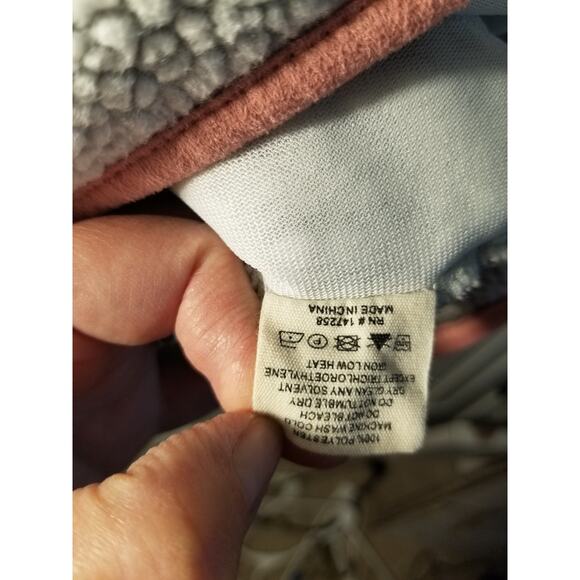 100% POLYESTER
MACHINE WASH COLD
DO NOT BLEACH
DO NOT TUMBLE DRY
DRY CLEAN ANY SOLVENT
EXCEPT TRICHLOROETHYLENE
IRON LOW HEAT
P
RN # 147258
MADE IN CHINA